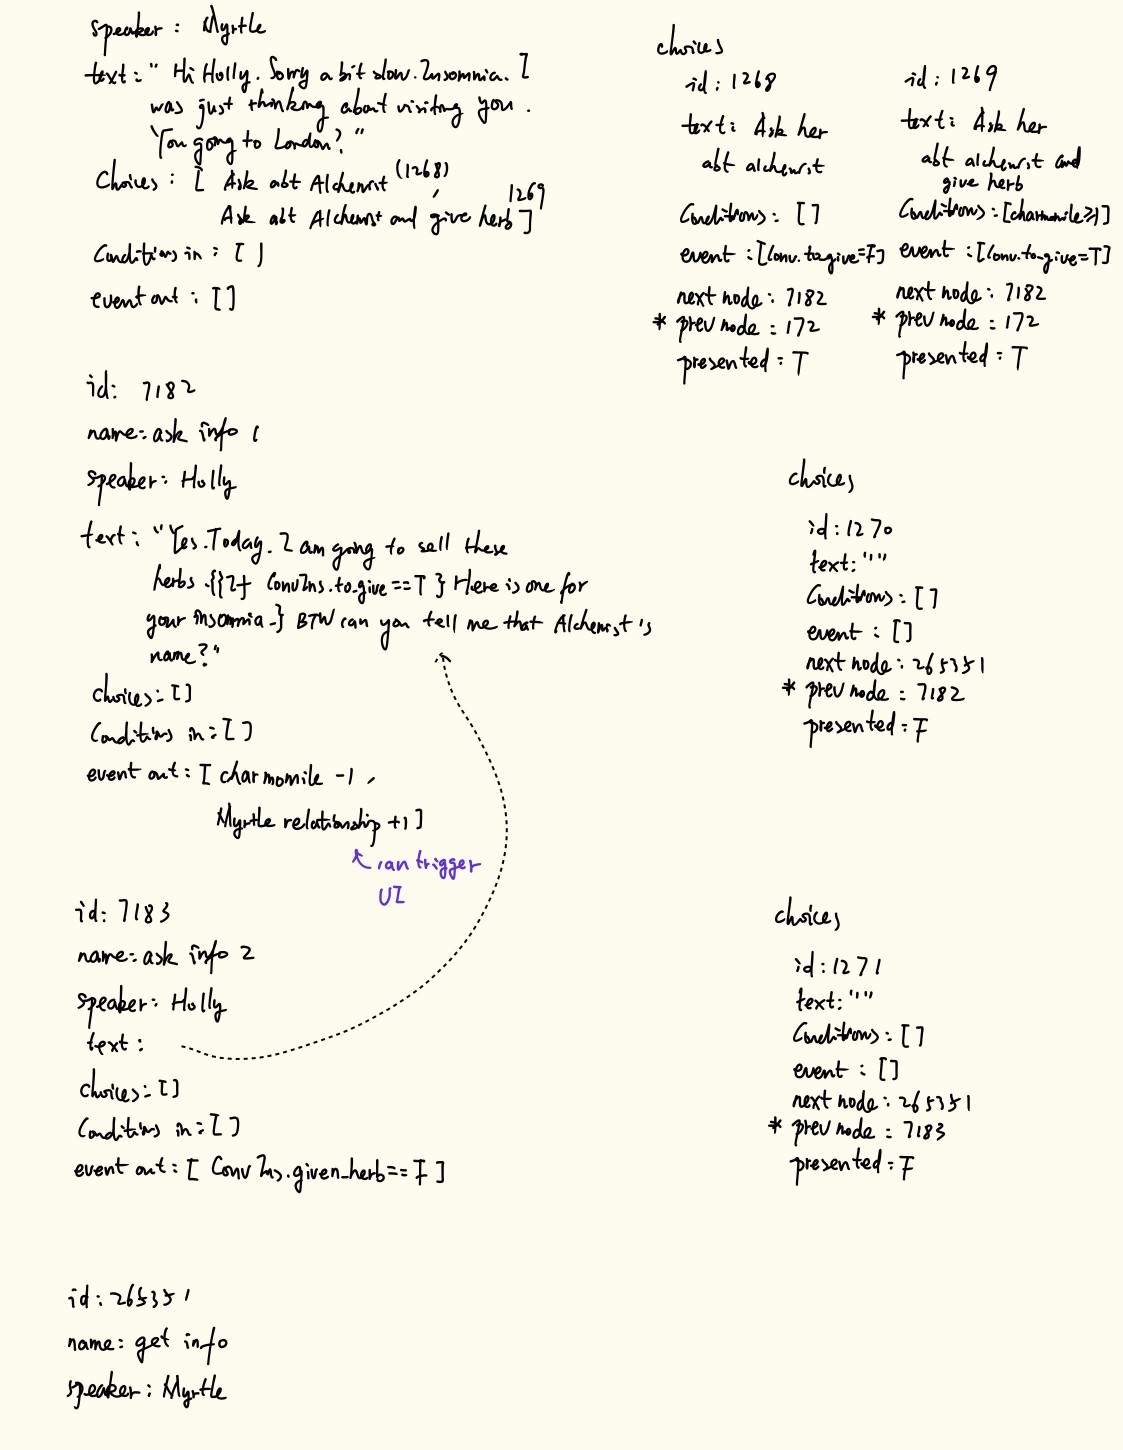 speaker : Myrtle
text : " Hi Holly. Sorry a bit slow. Insomnia. I
was just thinking about visiting you .
You going to London? "
Choices : [ Ask abt Alchemist (1268) ,
Ask abt Alchemist and give herb ] 1269
Conditions in : [ ]
event out : [ ]
choices
id : 1268
text : Ask her
abt alchemist
Conditions : [ ]
event : [Conv. to give = F]
next node : 7182
* prev node = 172
presented = T
id : 1269
text : Ask her
abt alchemist and
give herb
Conditions : [charmomile ≥1]
event : [Conv. to_give = T]
next node : 7182
* prev node = 172
presented = T
id: 7182
name: ask info 1
speaker : Holly
text : " Yes. Today. I am going to sell these
herbs .{{If ConvIns.to_give == T } Here is one for
your insomnia .} BTW can you tell me that Alchemist's
name? "
choices = [ ]
Conditions in = [ ]
event out : [ charmomile -1 ,
Myrtle relationship +1 ]
can trigger
UI
choices
id : 1270
text: " "
Conditions = [ ]
event : [ ]
next node : 265351
* prev node = 7182
presented = F
id: 7183
name: ask info 2
speaker : Holly
text :
choices = [ ]
Conditions in = [ ]
event out : [ ConvIns.given_herb == F ]
choices
id : 1271
text: " "
Conditions = [ ]
event : [ ]
next node : 265351
* prev node = 7183
presented = F
id : 265351
name: get info
speaker : Myrtle